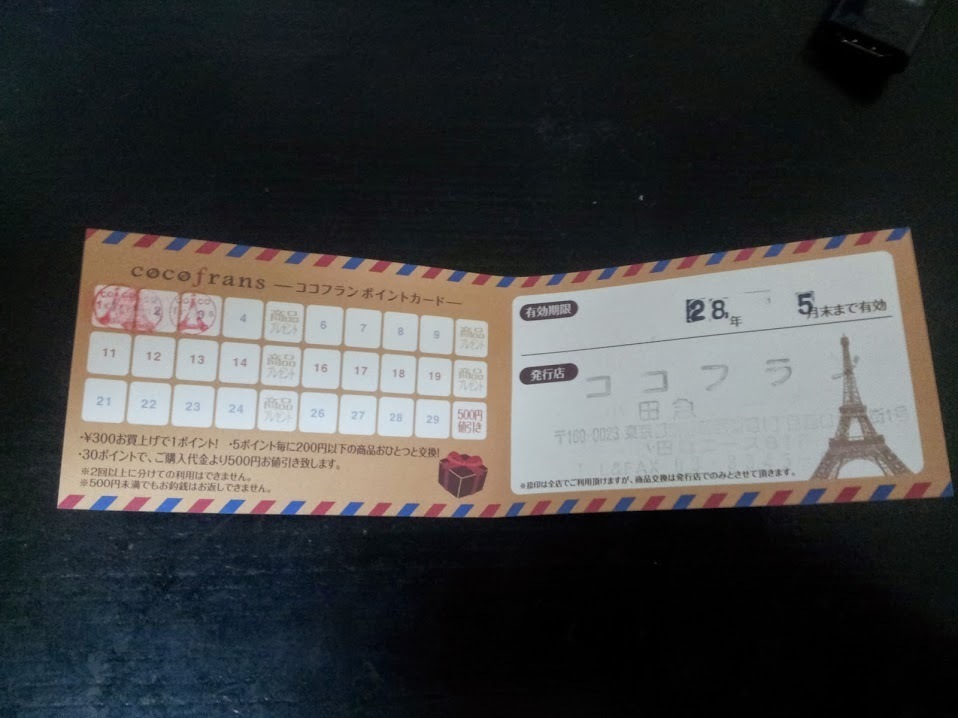 cocofrans ―ココフラン ポイントカード―
4 商品プレゼント 6 7 8 9 商品プレゼント
11 12 13 14 商品プレゼント 16 17 18 19 商品プレゼント
21 22 23 24 商品プレゼント 26 27 28 29 500円値引き
・¥300お買上げで1ポイント! ・5ポイント毎に200円以下の商品おひとつと交換!
・30ポイントで、ご購入代金より500円お値引き致します。
※2回以上に分けての利用はできません。
※500円未満でもお釣銭はお返しできません。
有効期限
28年 5月末まで有効
発行店
ココフラン
〒160-0023
※捺印は全店でご利用頂けますが、商品交換は発行店でのみとさせて頂きます。